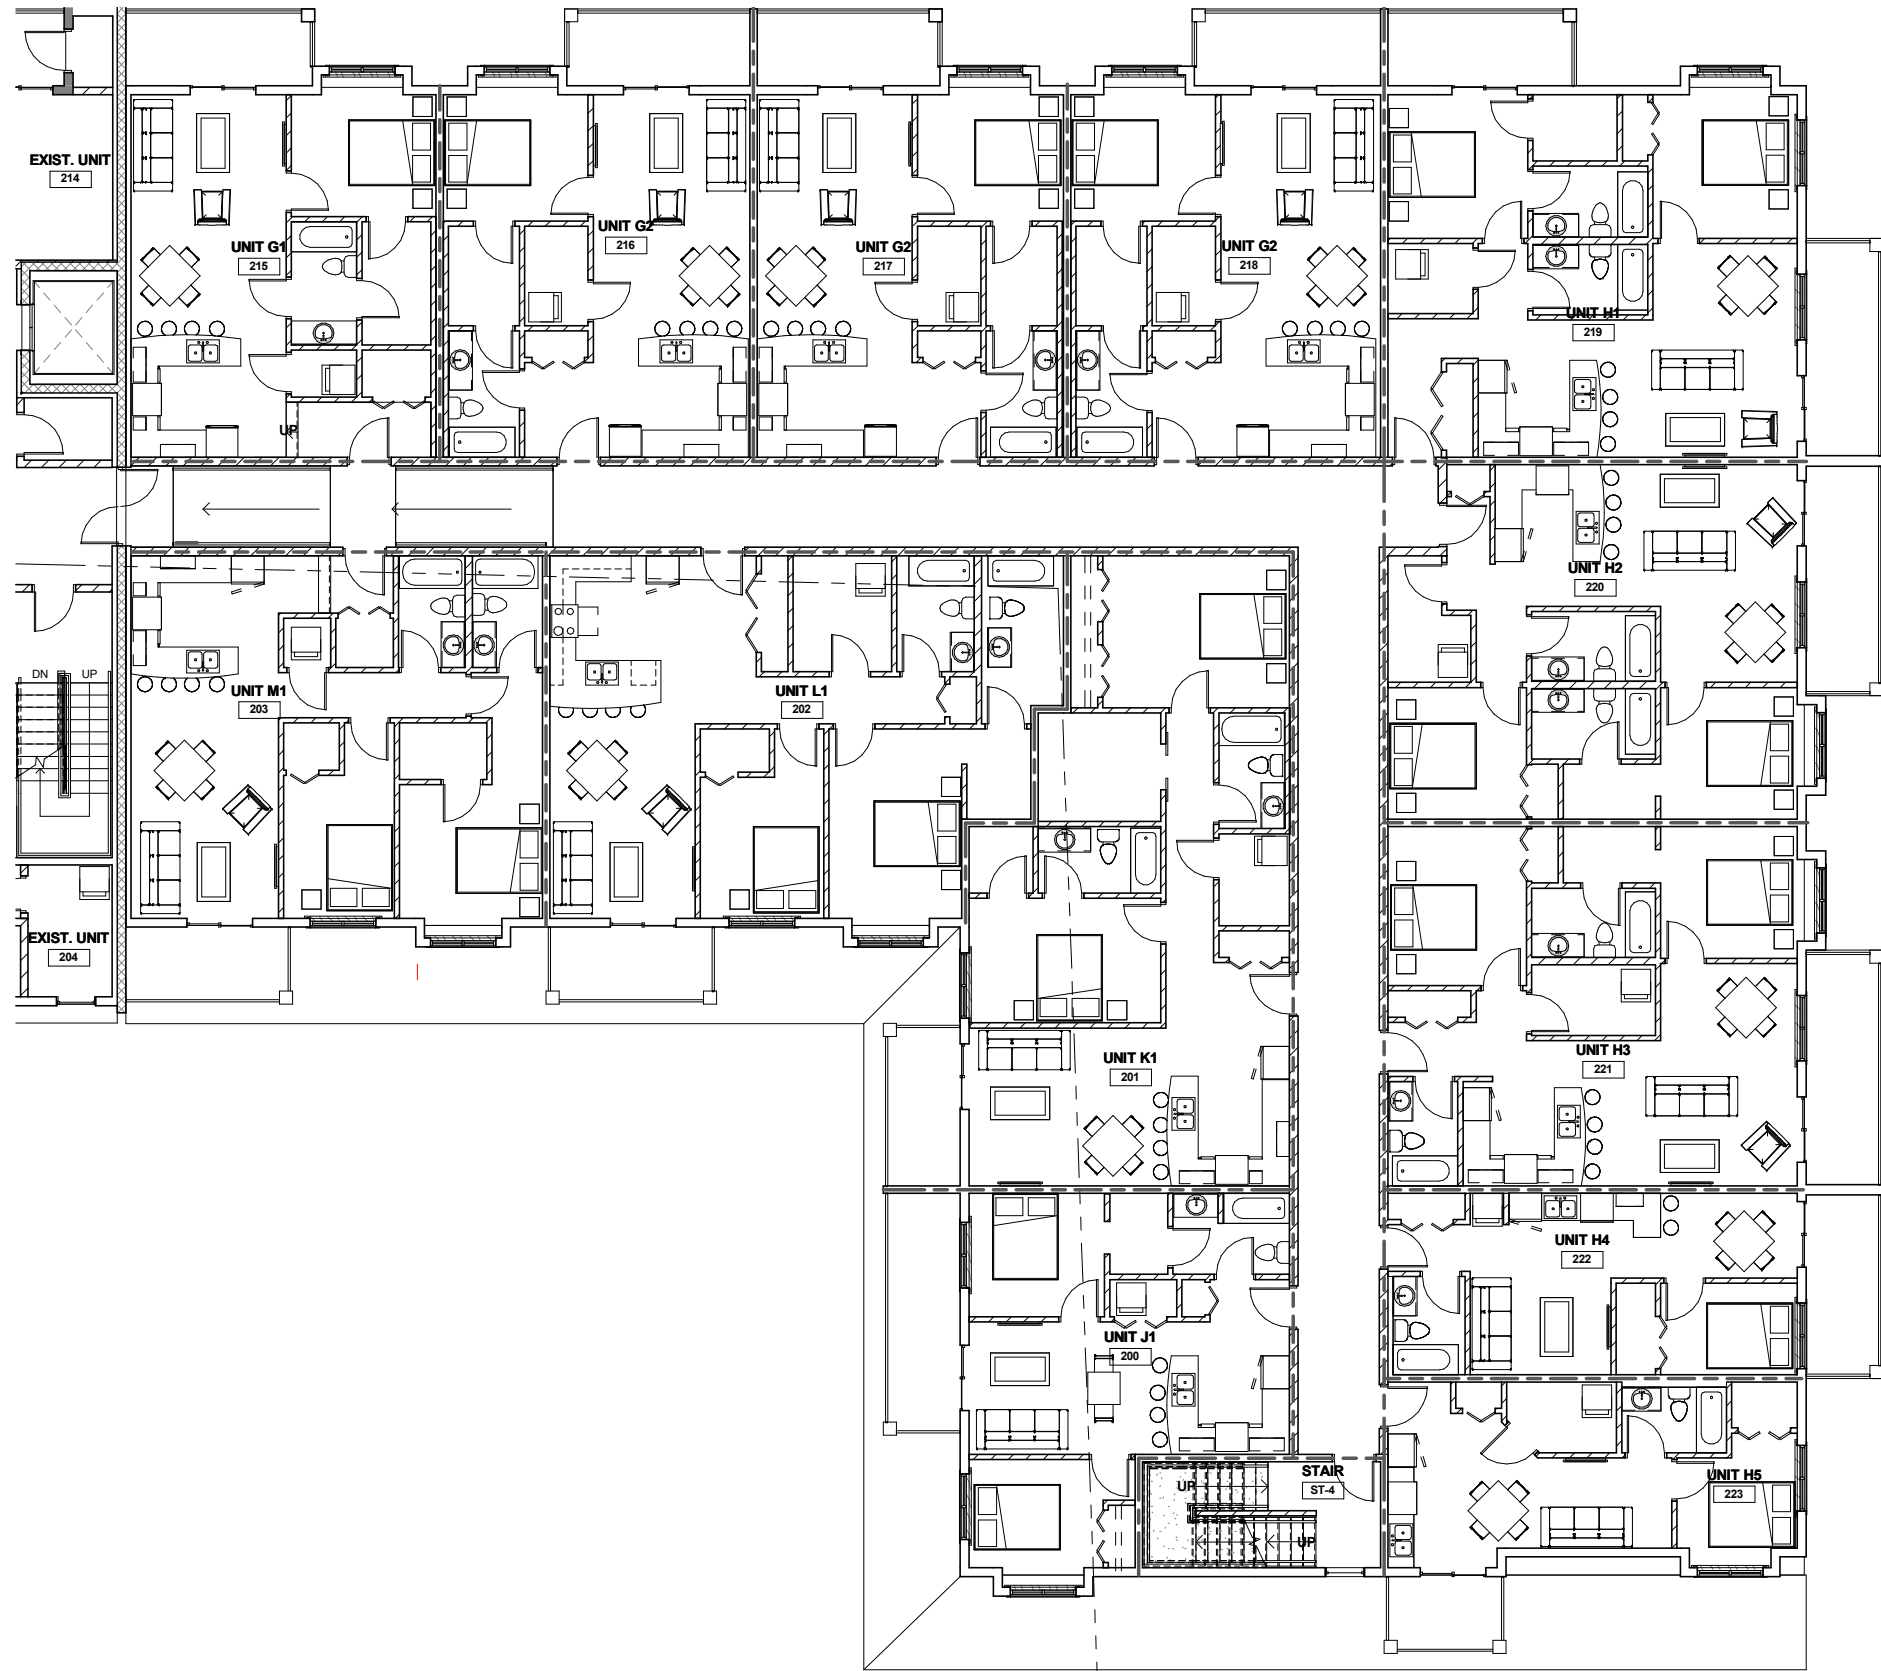 EXIST. UNIT
214
UNIT G1
215
UNIT G2
216
UNIT G2
217
UNIT G2
218
UNIT H1
219
UP
UNIT H2
220
DN
UP
UNIT M1
203
UNIT L1
202
EXIST. UNIT
204
UNIT K1
201
UNIT H3
221
UNIT H4
222
UNIT J1
200
UP
STAIR
ST-4
UP
UNIT H5
223